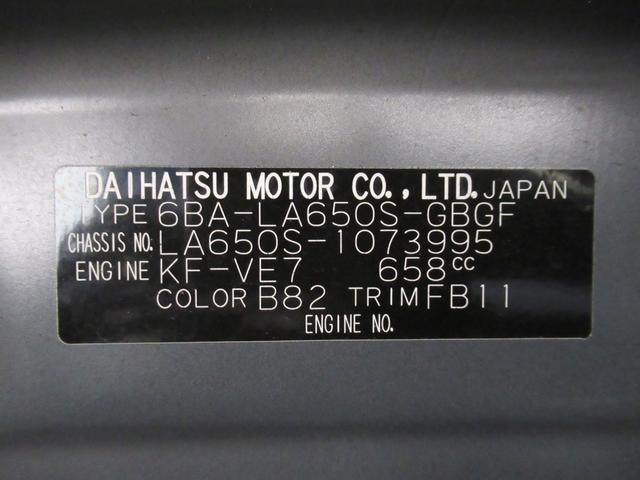 DAIHATSU MOTOR CO., LTD. JAPAN
TYPE 6BA-LA650S-GBGF
CHASSIS NO. LA650S-1073995
ENGINE KF-VE7 658cc
COLOR B82 TRIM FB11
ENGINE NO.